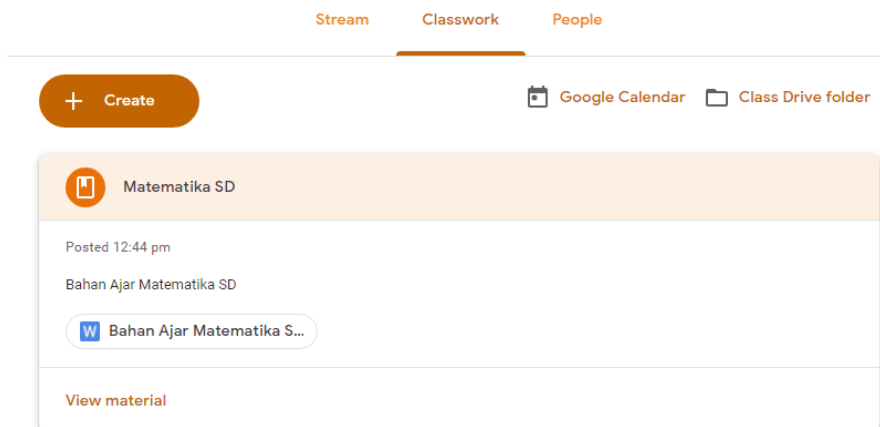 Stream Classwork People
Create Google Calendar Class Drive folder
Matematika SD
Posted 12:44 pm
Bahan Ajar Matematika SD
W Bahan Ajar Matematika S...
View material